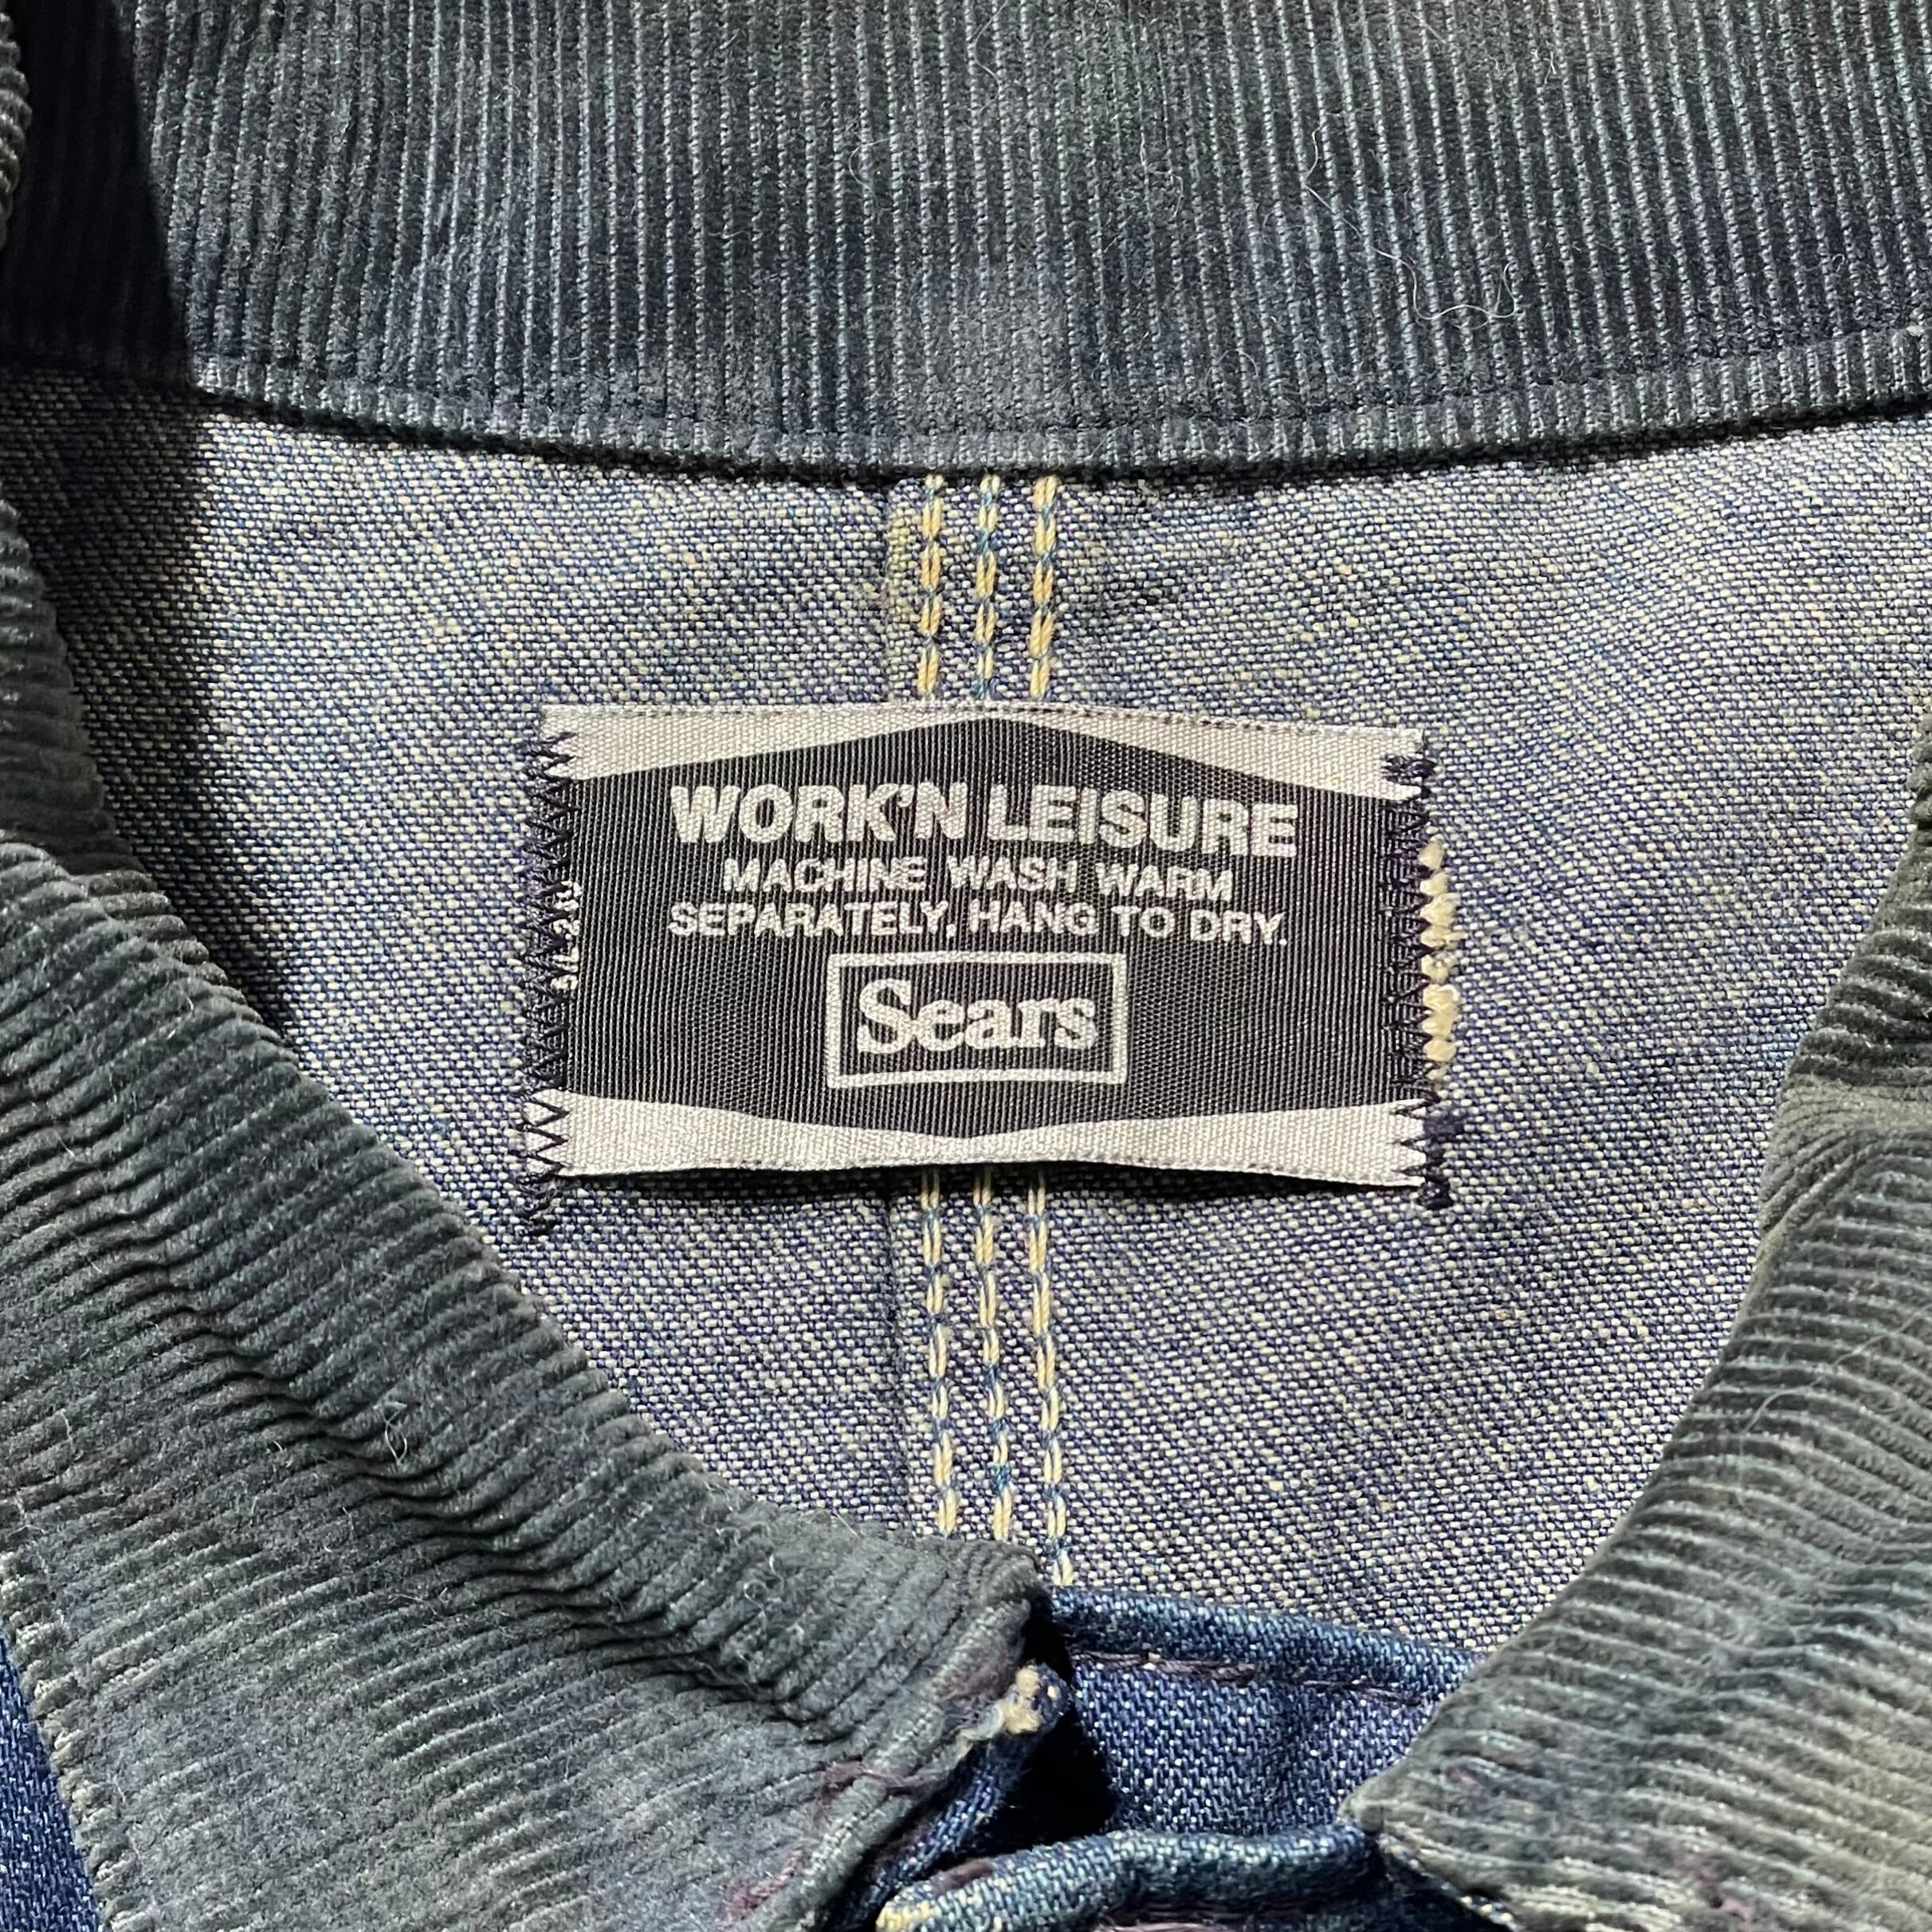 WORK'N LEISURE
MACHINE WASH WARM
SEPARATELY. HANG TO DRY.
Sears